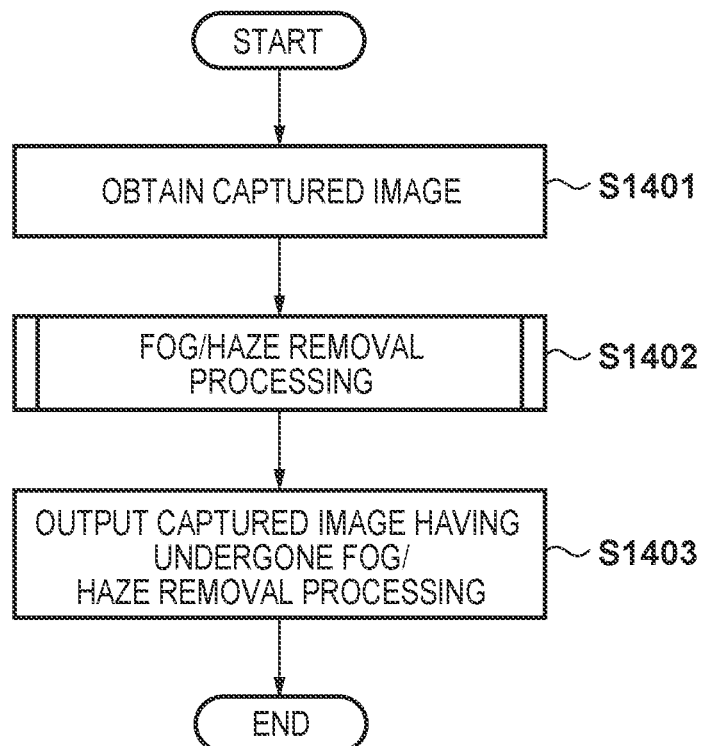 START
OBTAIN CAPTURED IMAGE
S1401
FOG/HAZE REMOVAL
PROCESSING
S1402
OUTPUT CAPTURED IMAGE HAVING
UNDERGONE FOG/
HAZE REMOVAL PROCESSING
S1403
END